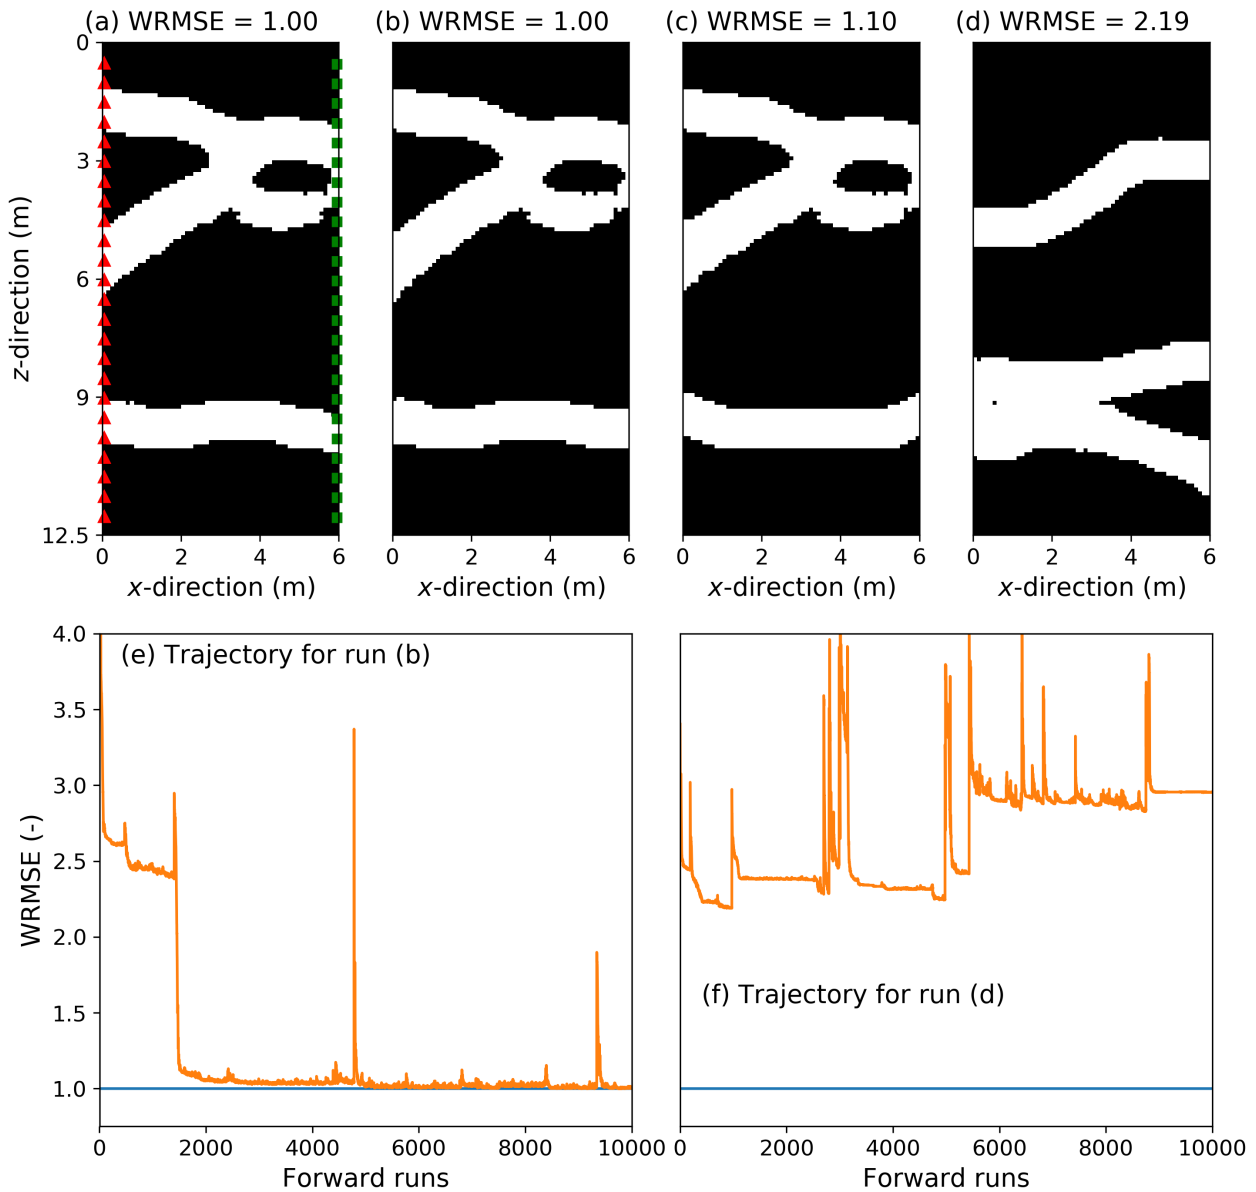 (a) WRMSE = 1.00 (b) WRMSE = 1.00 (c) WRMSE = 1.10 (d) WRMSE = 2.19
0
3
6
9
12.5
z-direction (m)
0 2 4 6 0 2 4 6 0 2 4 6 0 2 4 6
x-direction (m) x-direction (m) x-direction (m) x-direction (m)
4.0
(e) Trajectory for run (b)
3.5
3.0
2.5
2.0
1.5
1.0
WRMSE (-)
(f) Trajectory for run (d)
0 2000 4000 6000 8000 10000 0 2000 4000 6000 8000 10000
Forward runs Forward runs